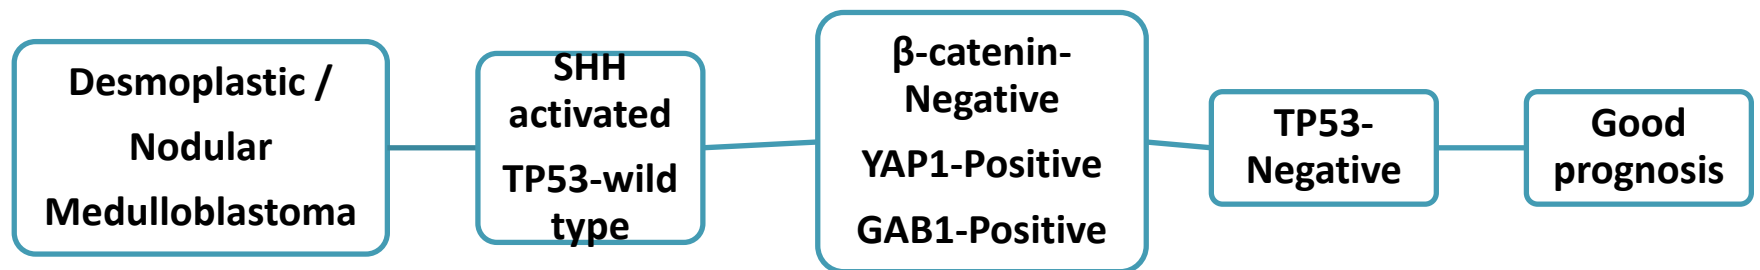 Desmoplastic /
Nodular
Medulloblastoma
SHH
activated
TP53-wild
type
β-catenin-
Negative
YAP1-Positive
GAB1-Positive
TP53-
Negative
Good
prognosis